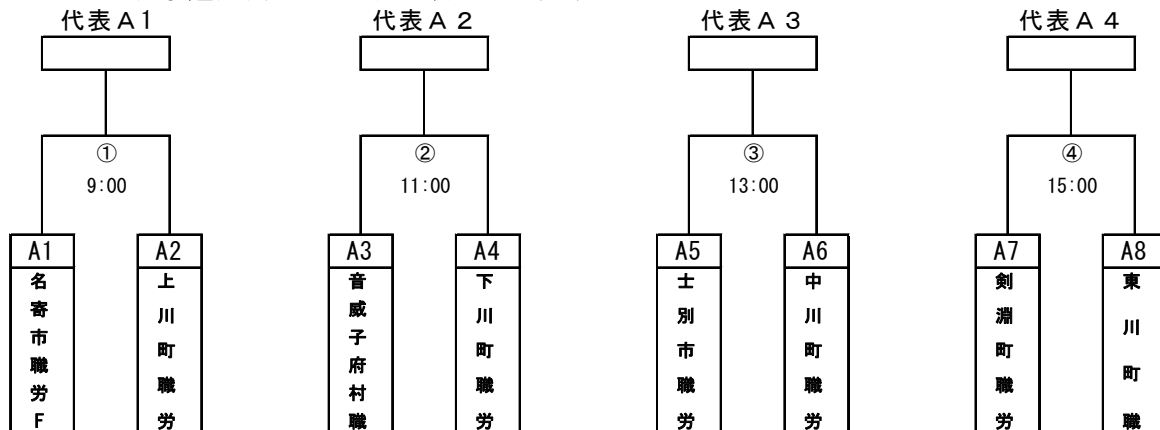 代表A1
代表A 2
代表A 3
代表A 4
①
②
③
④
9:00
11:00
13:00
15:00
A1
A2
A3
A4
A5
A6
A7
A8
名寄市職労F
上川町職労
音威子府村職
下川町職労
士別市職労
中川町職労
剣淵町職労
東川町職